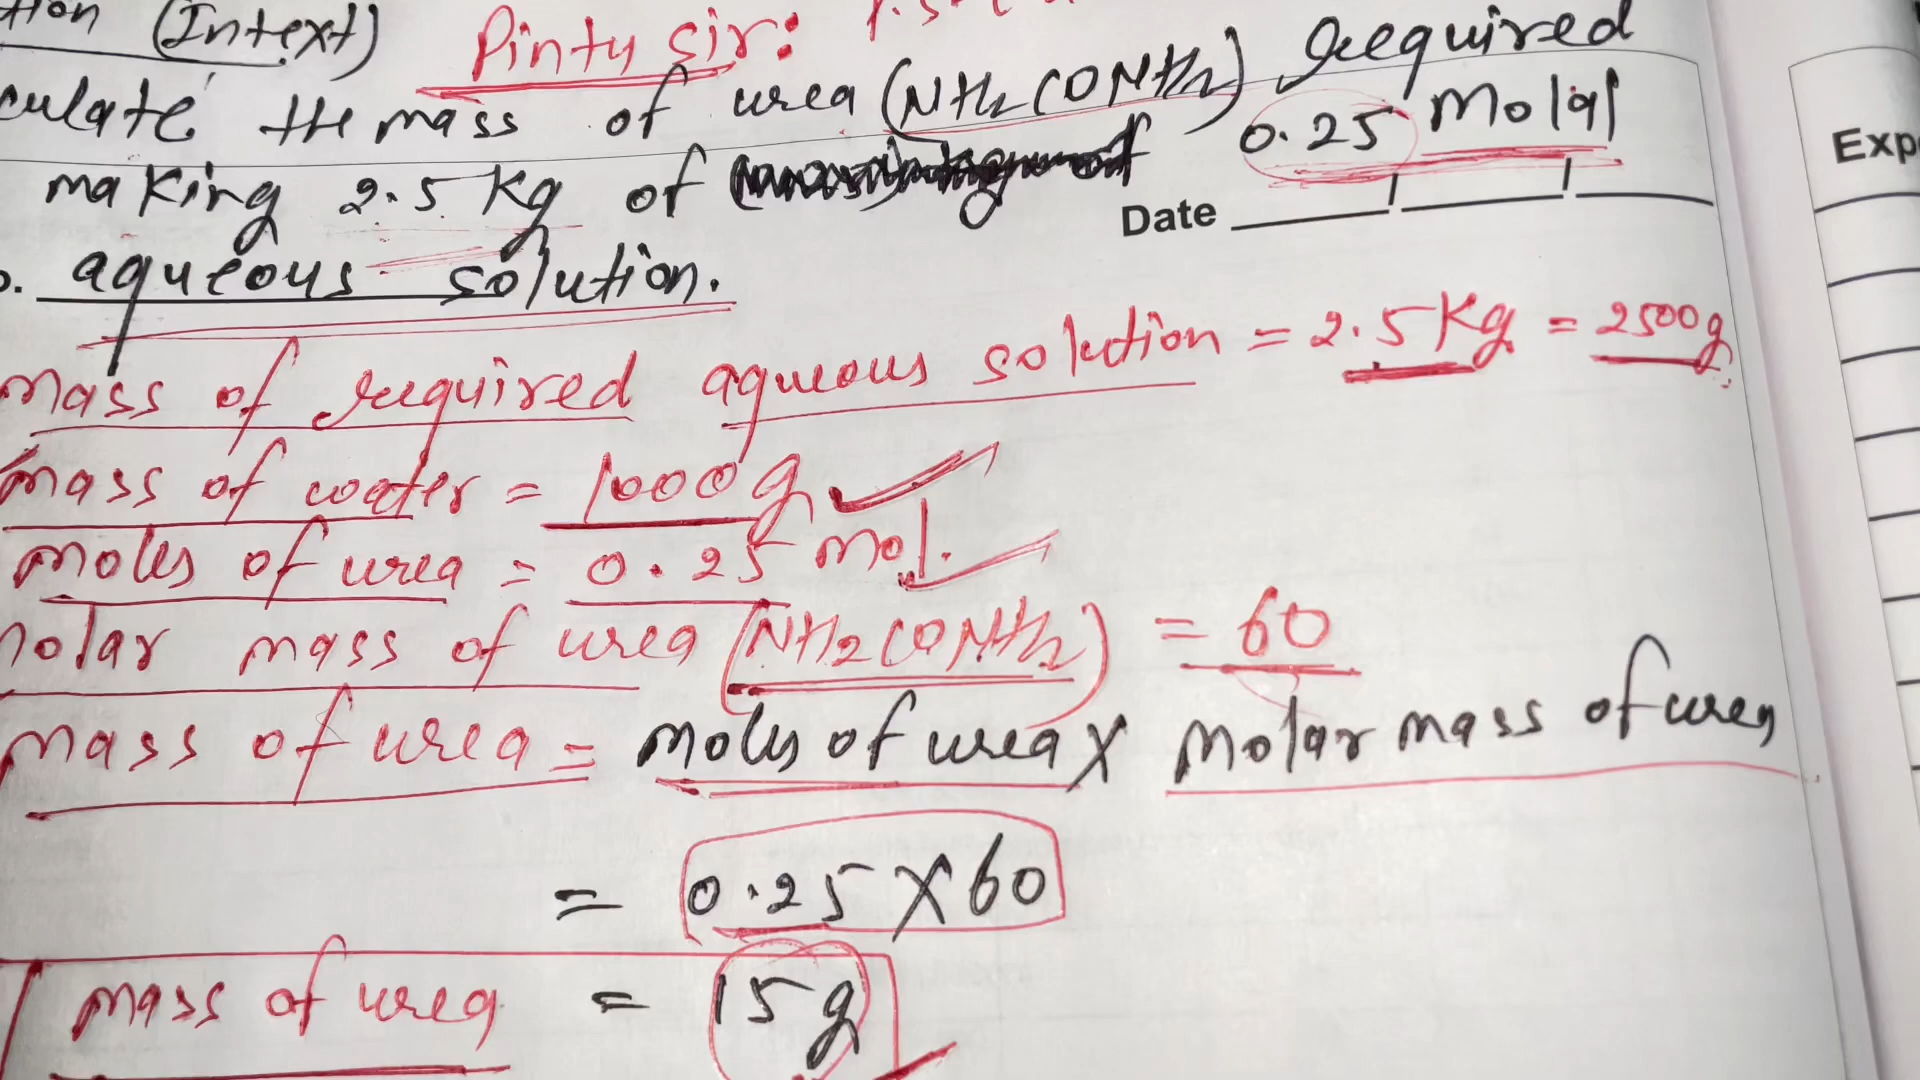 (Intext) Pinty sir:
culate the mass of urea (NH2CONH2) required
making 2.5 Kg of 0.25 Molal
Date
aqueous solution.
Exp
mass of required aqueous solution = 2.5 Kg = 2500g
mass of water = 1000g
moles of urea = 0.25 mol.
molar mass of urea (NH2CONH2) = 60
mass of urea = moles of urea X Molar mass of urea
= 0.25 X 60
mass of urea = 15 g